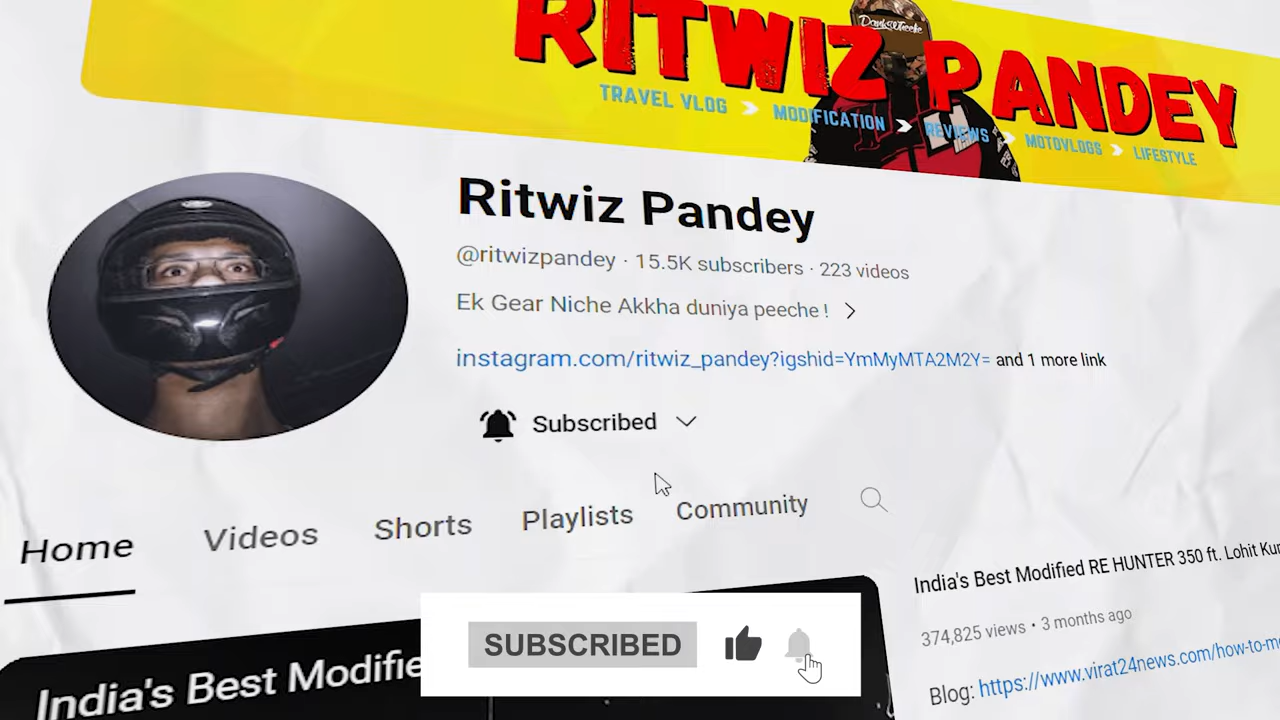 RITWIZ PANDEY
TRAVEL VLOG > MODIFICATION > REVIEWS > MOTOVLOGS > LIFESTYLE
Ritwiz Pandey
@ritwizpandey · 15.5K subscribers · 223 videos
Ek Gear Niche Akkha duniya peeche !
instagram.com/ritwiz_pandey?igshid=YmMyMTA2M2Y= and 1 more link
Subscribed
Home Videos Shorts Playlists Community
India's Best Modified RE HUNTER 350 ft. Lohit Kur
374,825 views • 3 months ago
Blog: https://www.virat24news.com/how-to-m
India's Best Modifie
SUBSCRIBED